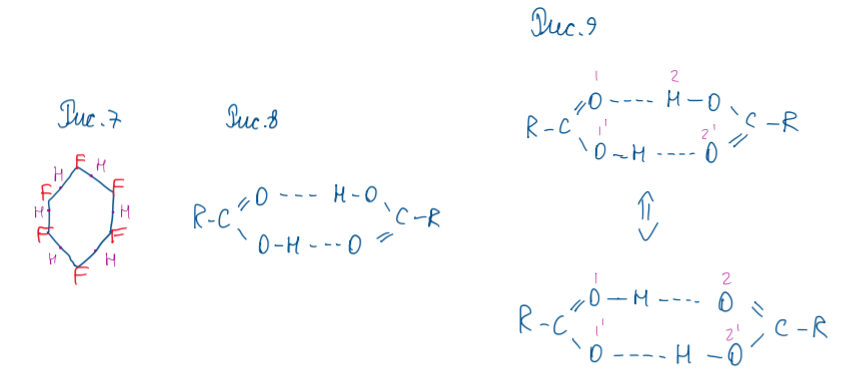 Рис.7
F
H H
F F
H H
F F
H H
F
Рис.8
O --- H-O
R-C C-R
O-H---- O
Рис.9
1 2
O ---- H-O
R-C C-R
1' 2'
O-H ---- O
1 2
O-H ---- O
R-C C-R
1' 2'
O ---- H-O